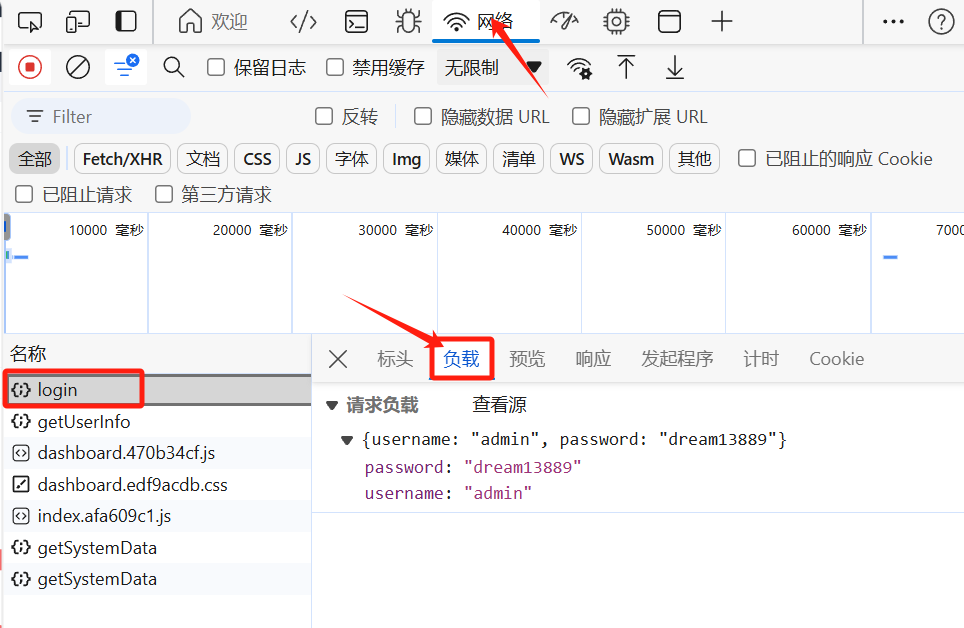 欢迎 网络
保留日志 禁用缓存 无限制
Filter 反转 隐藏数据 URL 隐藏扩展 URL
全部 Fetch/XHR 文档 CSS JS 字体 Img 媒体 清单 WS Wasm 其他 已阻止的响应 Cookie
已阻止请求 第三方请求
10000 毫秒 20000 毫秒 30000 毫秒 40000 毫秒 50000 毫秒 60000 毫秒 7000
名称
标头 负载 预览 响应 发起程序 计时 Cookie
login
getUserInfo
dashboard.470b34cf.js
dashboard.edf9acdb.css
index.afa609c1.js
getSystemData
getSystemData
请求负载 查看源
{username: "admin", password: "dream13889"}
password: "dream13889"
username: "admin"